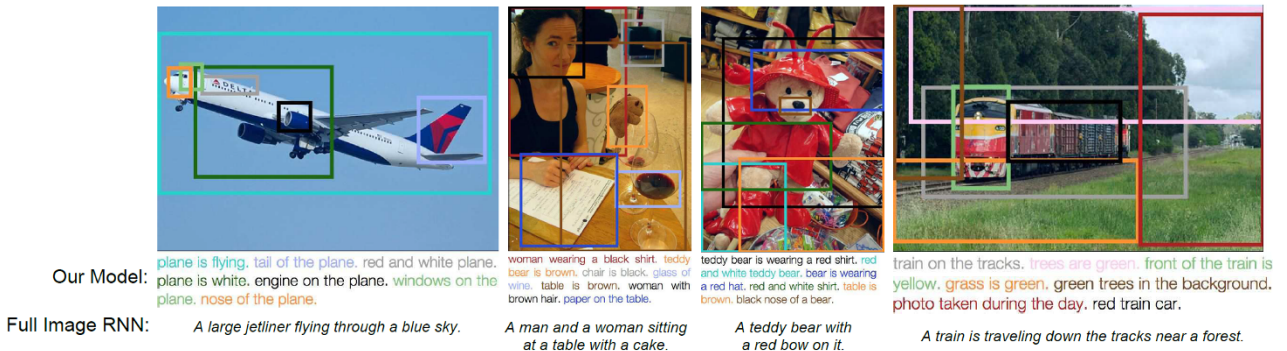 DELTA
Our Model:
plane is flying. tail of the plane. red and white plane.
plane is white. engine on the plane. windows on the
plane. nose of the plane.
woman wearing a black shirt. teddy
bear is brown. chair is black. glass of
wine. table is brown. woman with
brown hair. paper on the table.
teddy bear is wearing a red shirt. red
and white teddy bear. bear is wearing
a red hat. red and white shirt. table is
brown. black nose of a bear.
train on the tracks. trees are green. front of the train is
yellow. grass is green. green trees in the background.
photo taken during the day. red train car.
Full Image RNN:
A large jetliner flying through a blue sky.
A man and a woman sitting
at a table with a cake.
A teddy bear with
a red bow on it.
A train is traveling down the tracks near a forest.